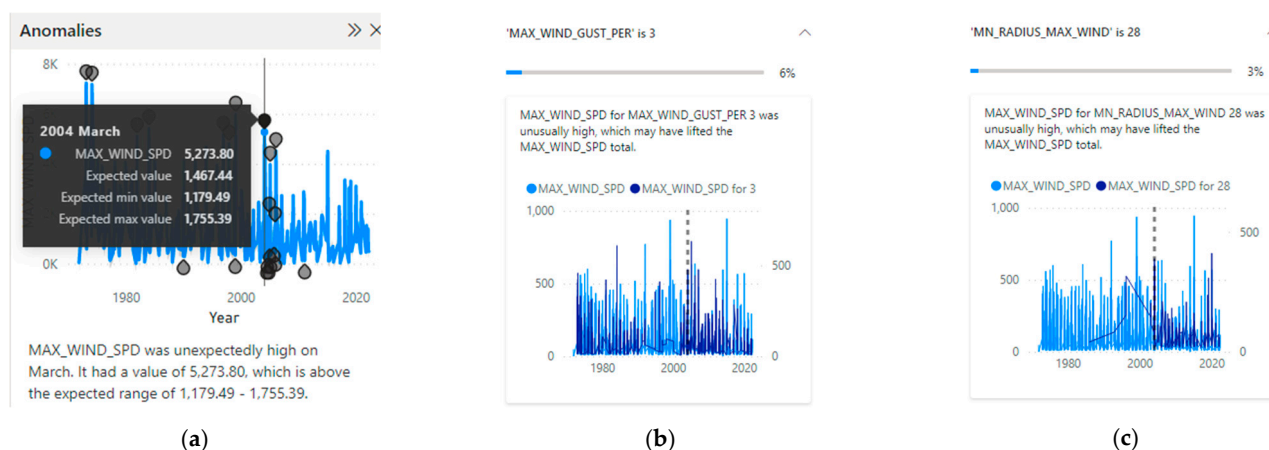 Anomalies
8K
2004 March
MAX_WIND_SPD 5,273.80
Expected value 1,467.44
Expected min value 1,179.49
Expected max value 1,755.39
0K
1980 2000 2020
Year
MAX_WIND_SPD was unexpectedly high on
March. It had a value of 5,273.80, which is above
the expected range of 1,179.49 - 1,755.39.
(a)
'MAX_WIND_GUST_PER' is 3
6%
MAX_WIND_SPD for MAX_WIND_GUST_PER 3 was
unusually high, which may have lifted the
MAX_WIND_SPD total.
MAX_WIND_SPD MAX_WIND_SPD for 3
1,000
500 500
0 0
1980 2000 2020
(b)
'MN_RADIUS_MAX_WIND' is 28
3%
MAX_WIND_SPD for MN_RADIUS_MAX_WIND 28 was
unusually high, which may have lifted the
MAX_WIND_SPD total.
MAX_WIND_SPD MAX_WIND_SPD for 28
1,000
500 500
0 0
1980 2000 2020
(c)